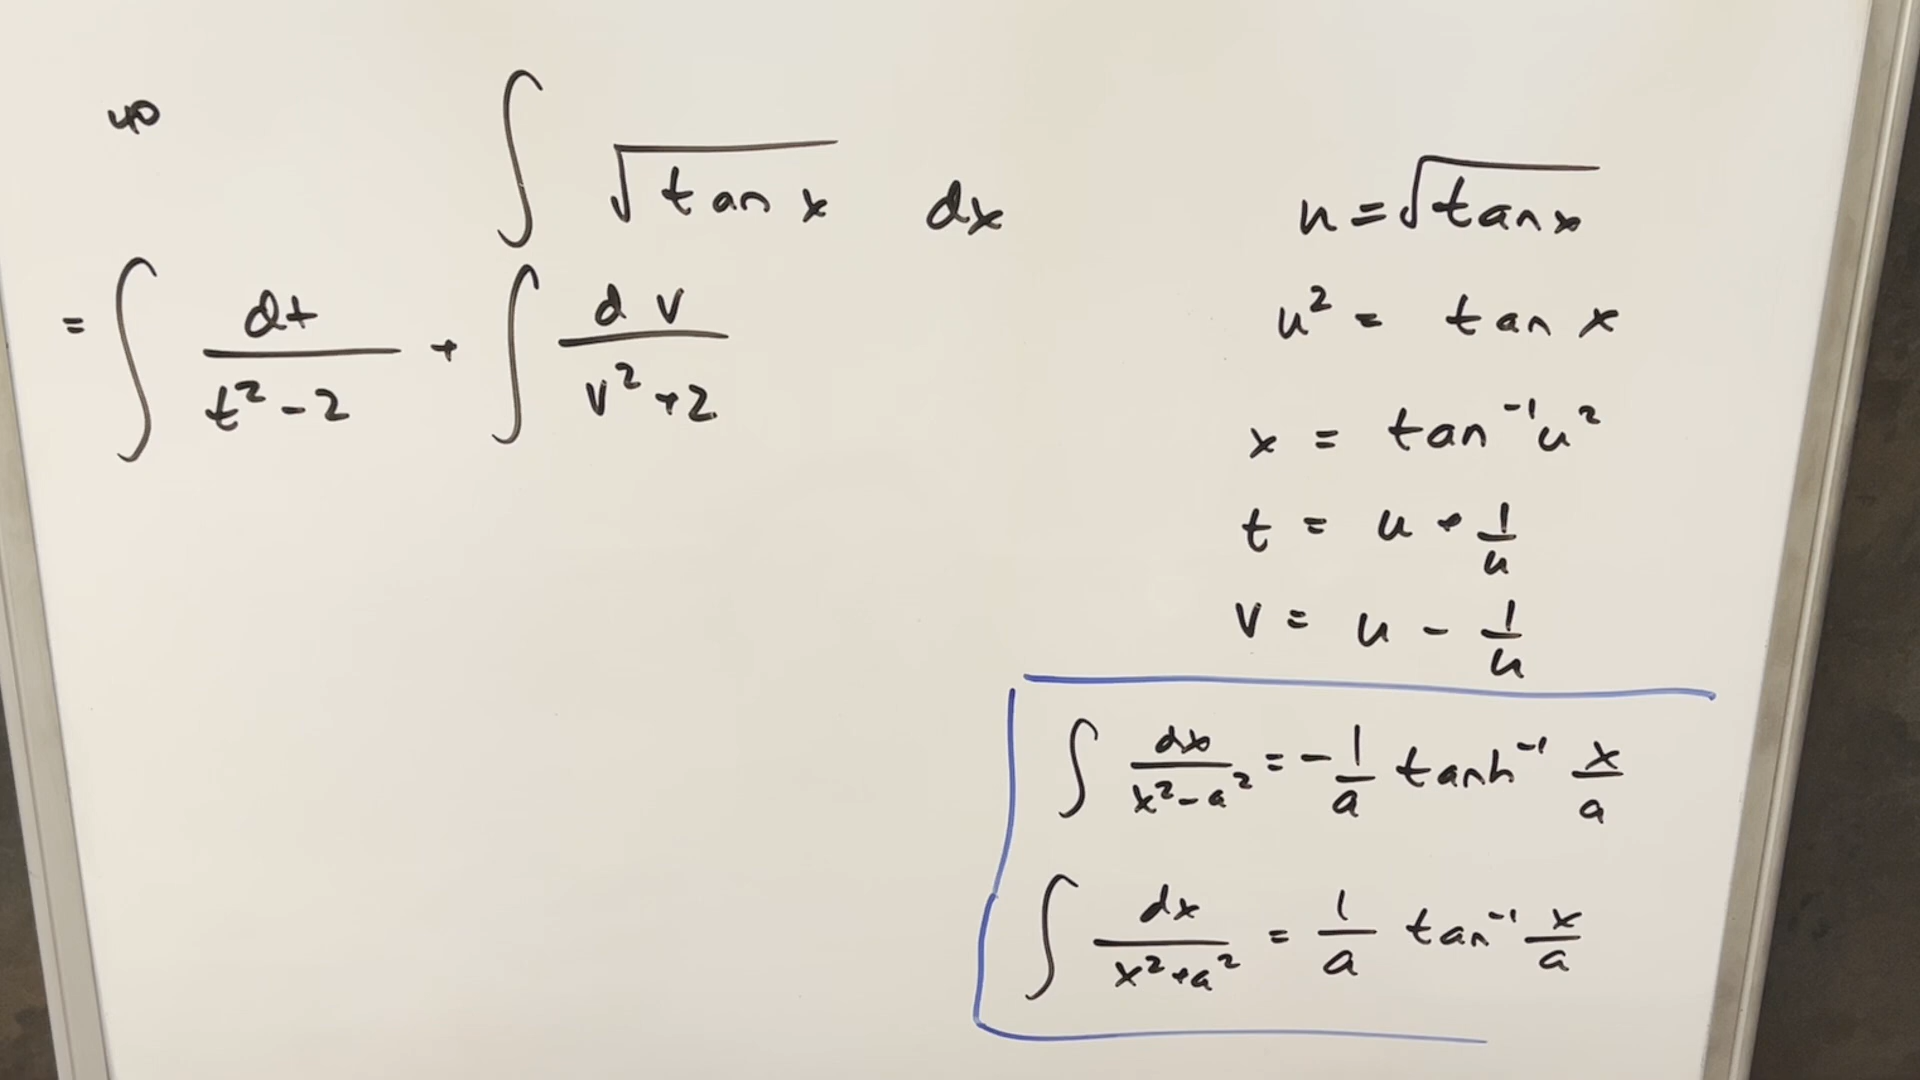 40
∫ √tan x dx
= ∫ dt/(t² - 2) + ∫ dv/(v² + 2)
u = √tan x
u² = tan x
x = tan⁻¹ u²
t = u + 1/u
v = u - 1/u
∫ dx/(x² - a²) = - 1/a tanh⁻¹ x/a
∫ dx/(x² + a²) = 1/a tan⁻¹ x/a